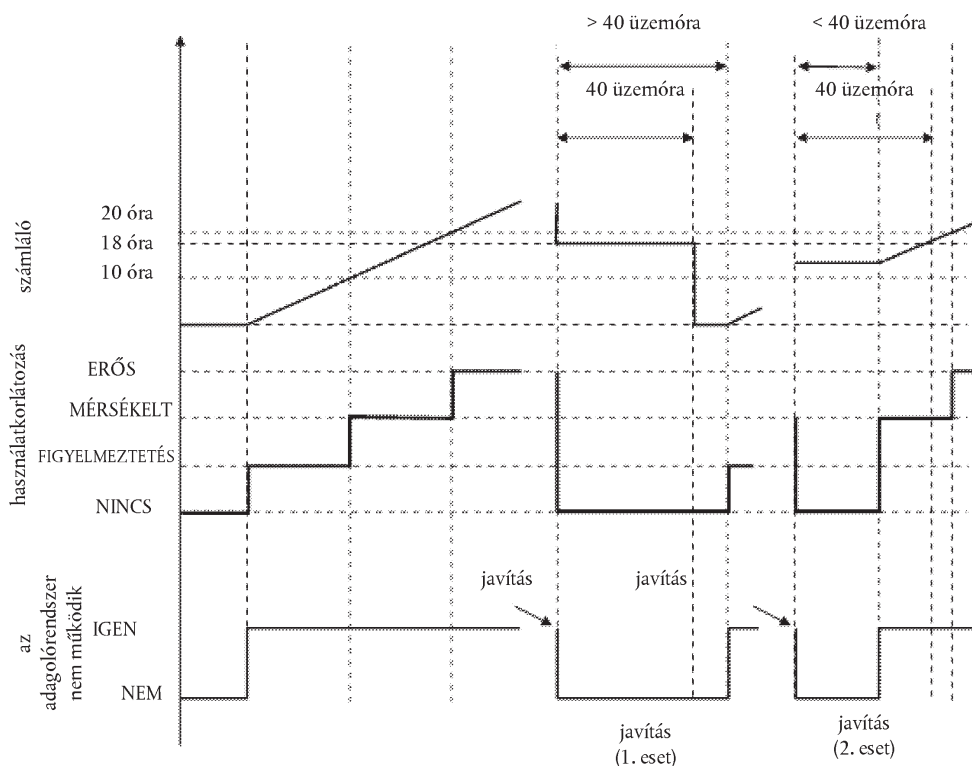 > 40 üzemóra
< 40 üzemóra
40 üzemóra
40 üzemóra
számláló
20 óra
18 óra
10 óra
használatkorlátozás
ERŐS
MÉRSÉKELT
FIGYELMEZTETÉS
NINCS
az
adagolórendszer
nem működik
javítás
javítás
IGEN
NEM
javítás
(1. eset)
javítás
(2. eset)